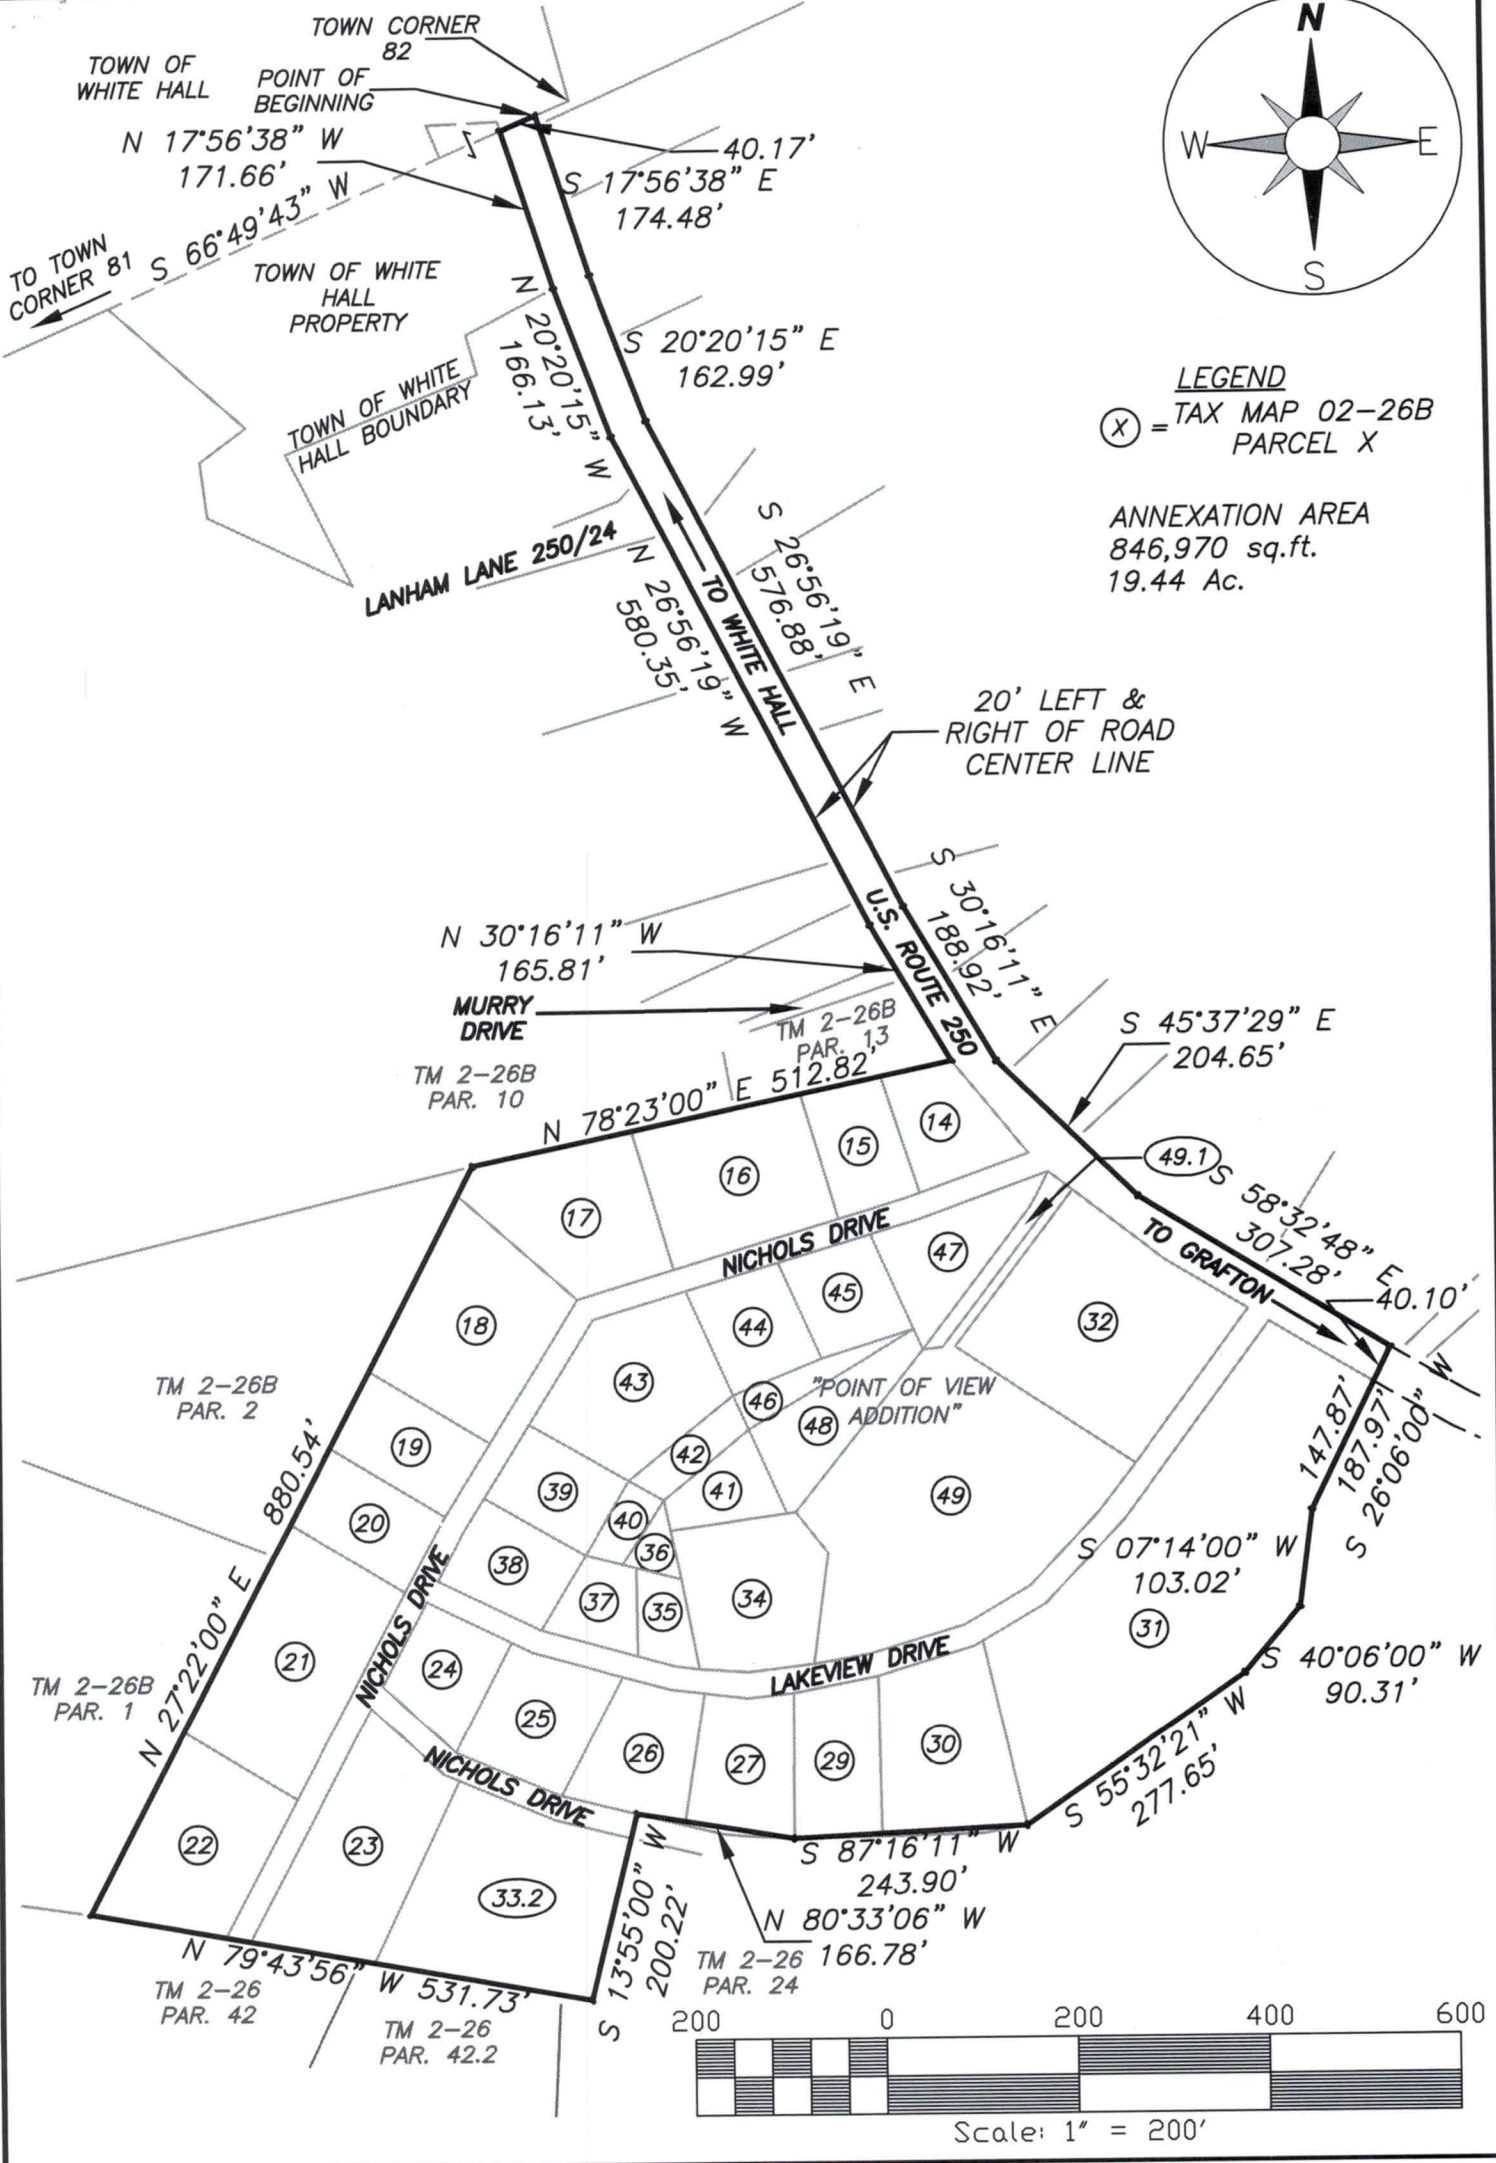 TOWN CORNER
82
TOWN OF
WHITE HALL
POINT OF
BEGINNING
N 17°56'38" W
171.66'
40.17'
S 17°56'38" E
174.48'
N
W
E
S
TO TOWN
CORNER 81
S 66°49'43" W
TOWN OF WHITE
HALL
PROPERTY
N 20°20'15" W
166.13'
S 20°20'15" E
162.99'
TOWN OF WHITE
HALL BOUNDARY
LEGEND
X = TAX MAP 02-26B
PARCEL X
ANNEXATION AREA
846,970 sq.ft.
19.44 Ac.
LANHAM LANE 250/24
N 26°56'19" W
580.35'
TO WHITE HALL
S 26°56'19" E
576.88'
20' LEFT &
RIGHT OF ROAD
CENTER LINE
N 30°16'11" W
165.81'
U.S. ROUTE 250
S 30°16'11" E
188.92'
MURRY
DRIVE
TM 2-26B
PAR. 13
TM 2-26B
PAR. 10
N 78°23'00" E 512.82'
S 45°37'29" E
204.65'
49.1
S 58°32'48" E
307.28'
TO GRAFTON
40.10'
14
15
16
17
NICHOLS DRIVE
47
45
44
32
18
43
46
"POINT OF VIEW
ADDITION"
48
TM 2-26B
PAR. 2
880.54'
N 27°22'00" E
19
42
41
39
49
20
40
36
38
37
35
34
147.87'
187.97'
S 26°06'00" W
S 07°14'00" W
103.02'
31
NICHOLS DRIVE
21
24
LAKEVIEW DRIVE
S 40°06'00" W
90.31'
TM 2-26B
PAR. 1
25
26
27
29
30
S 55°32'21" W
277.65'
NICHOLS DRIVE
22
23
33.2
S 87°16'11" W
243.90'
N 80°33'06" W
166.78'
S 13°55'00" W
200.22'
TM 2-26
PAR. 24
N 79°43'56" W 531.73'
TM 2-26
PAR. 42
TM 2-26
PAR. 42.2
200 0 200 400 600
Scale: 1" = 200'